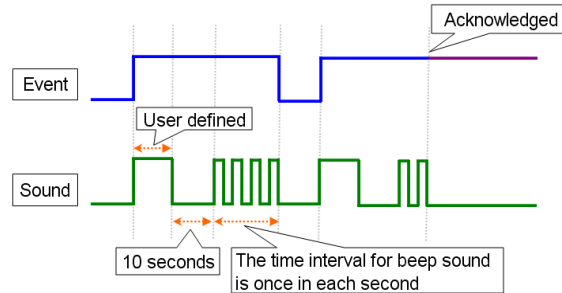 Acknowledged
Event
User defined
Sound
10 seconds
The time interval for beep sound
is once in each second